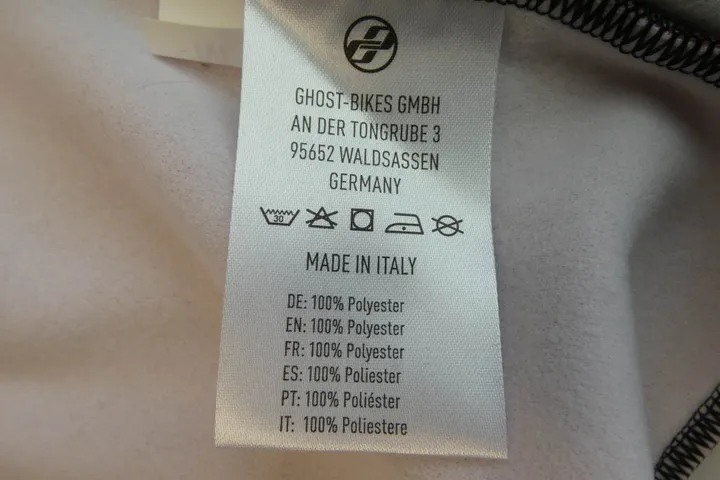 GHOST-BIKES GMBH
AN DER TONGRUBE 3
95652 WALDSASSEN
GERMANY
30
MADE IN ITALY
DE: 100% Polyester
EN: 100% Polyester
FR: 100% Polyester
ES: 100% Poliester
PT: 100% Poliéster
IT: 100% Poliestere